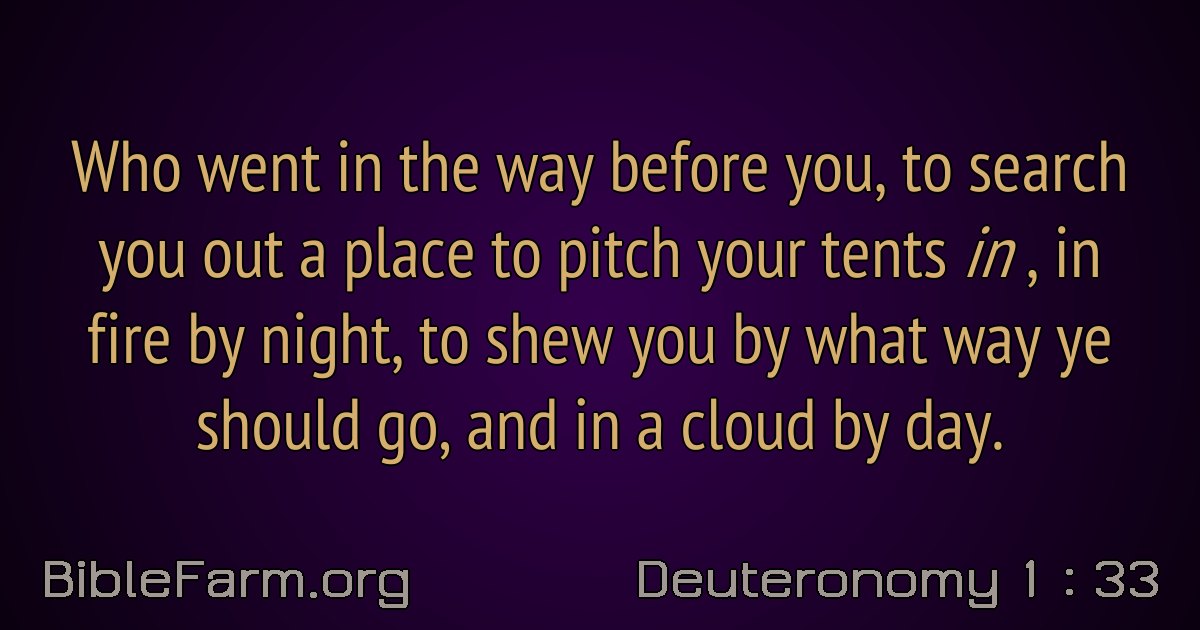 Who went in the way before you, to search
you out a place to pitch your tents in , in
fire by night, to shew you by what way ye
should go, and in a cloud by day.
BibleFarm.org
Deuteronomy 1 : 33